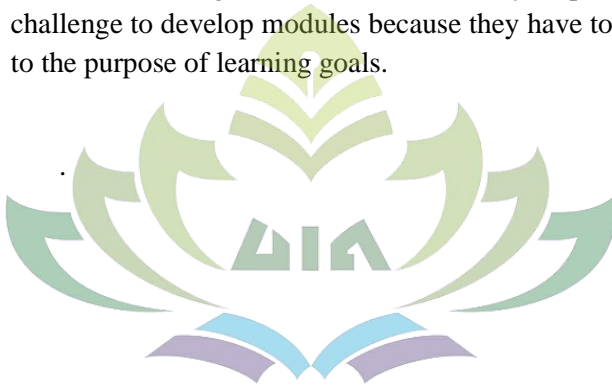 challenge to develop modules because they have to
to the purpose of learning goals.
.
UIN